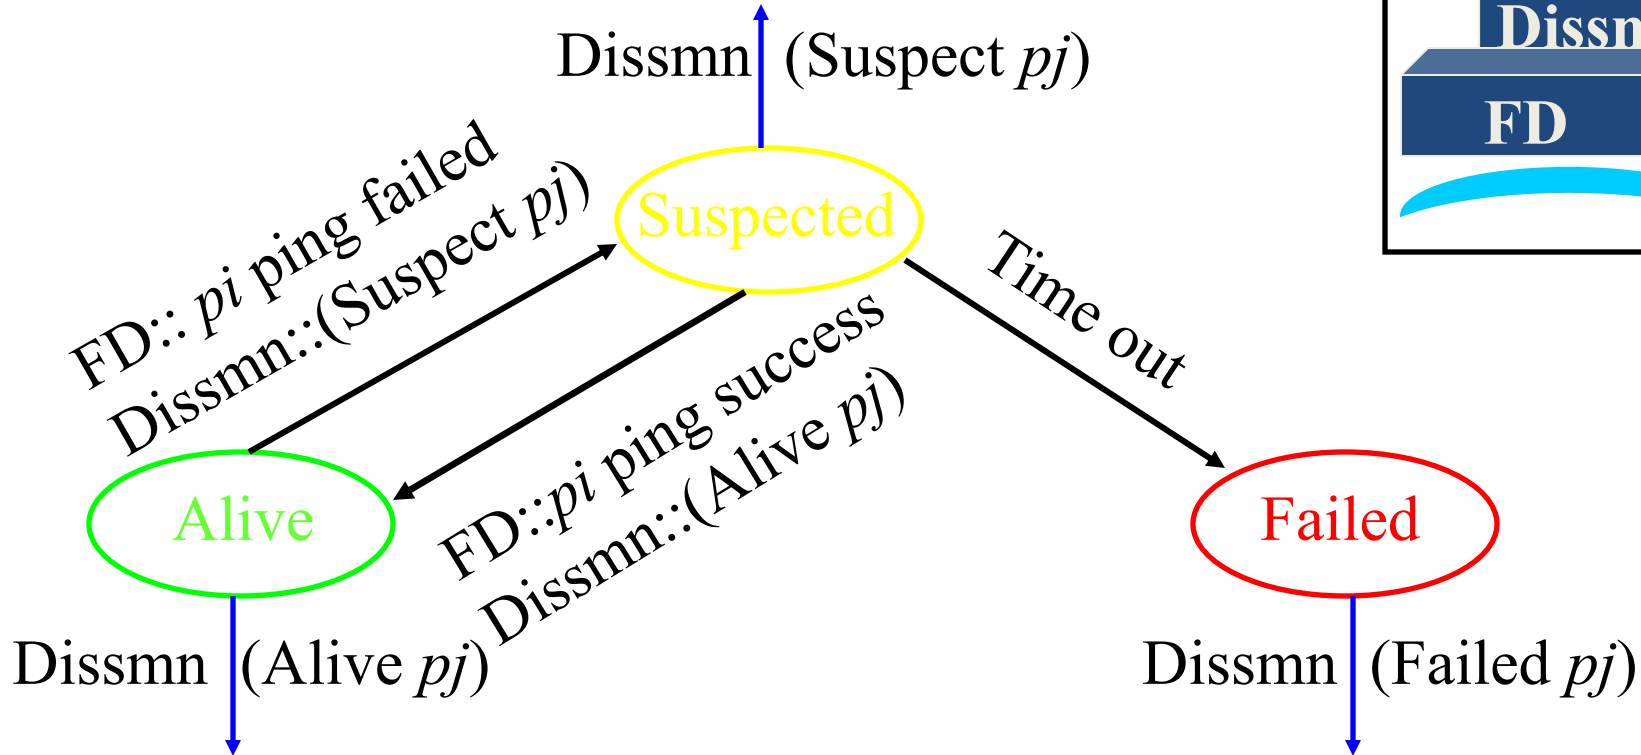 Dissmn (Suspect pj)
FD
Suspected
FD:: pi ping failed
Dissmn::(Suspect pj)
Time out
FD::pi ping success
Dissmn::(Alive pj)
Alive
Failed
Dissmn (Alive pj)
Dissmn (Failed pj)